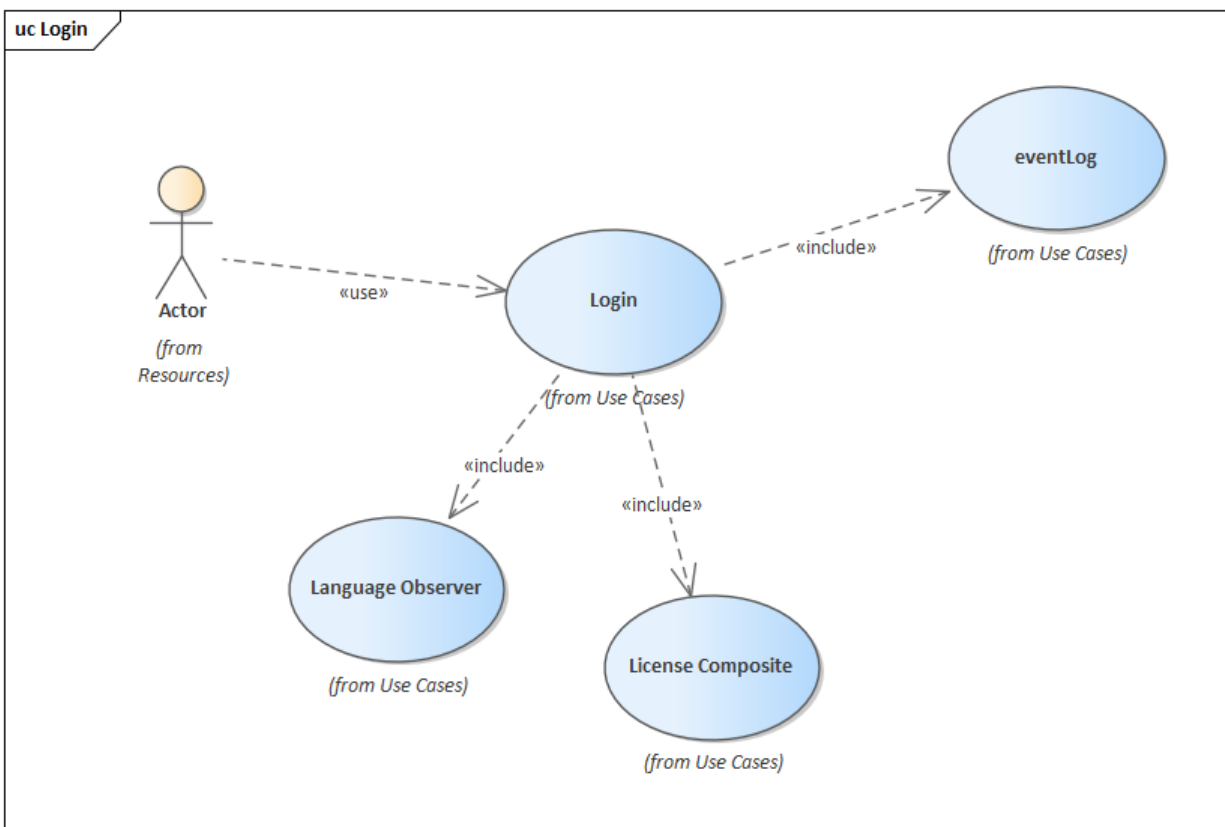 uc Login
eventLog
(from Use Cases)
«include»
Login
(from Use Cases)
«use»
Actor
(from
Resources)
«include»
Language Observer
(from Use Cases)
«include»
License Composite
(from Use Cases)